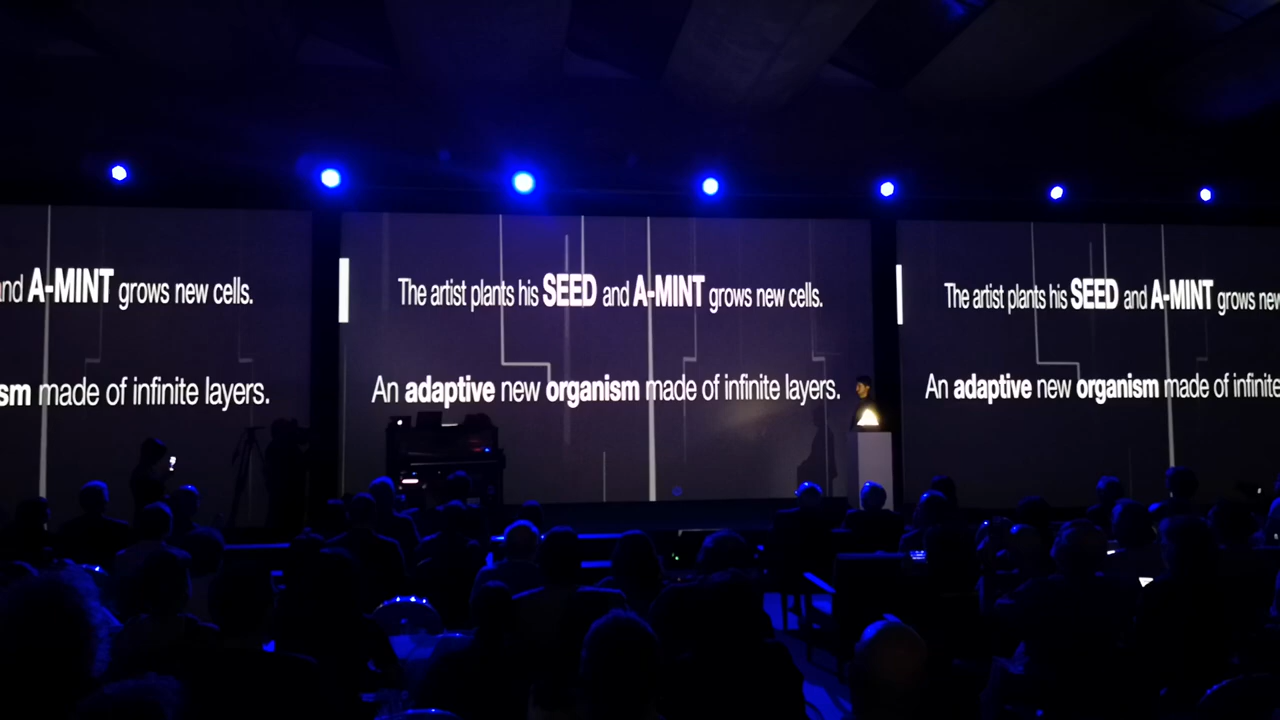 and A-MINT grows new cells.
made of infinite layers.
The artist plants his SEED and A-MINT grows new cells.
An adaptive new organism made of infinite layers.
The artist plants his SEED and A-MINT grows new
An adaptive new organism made of infinite